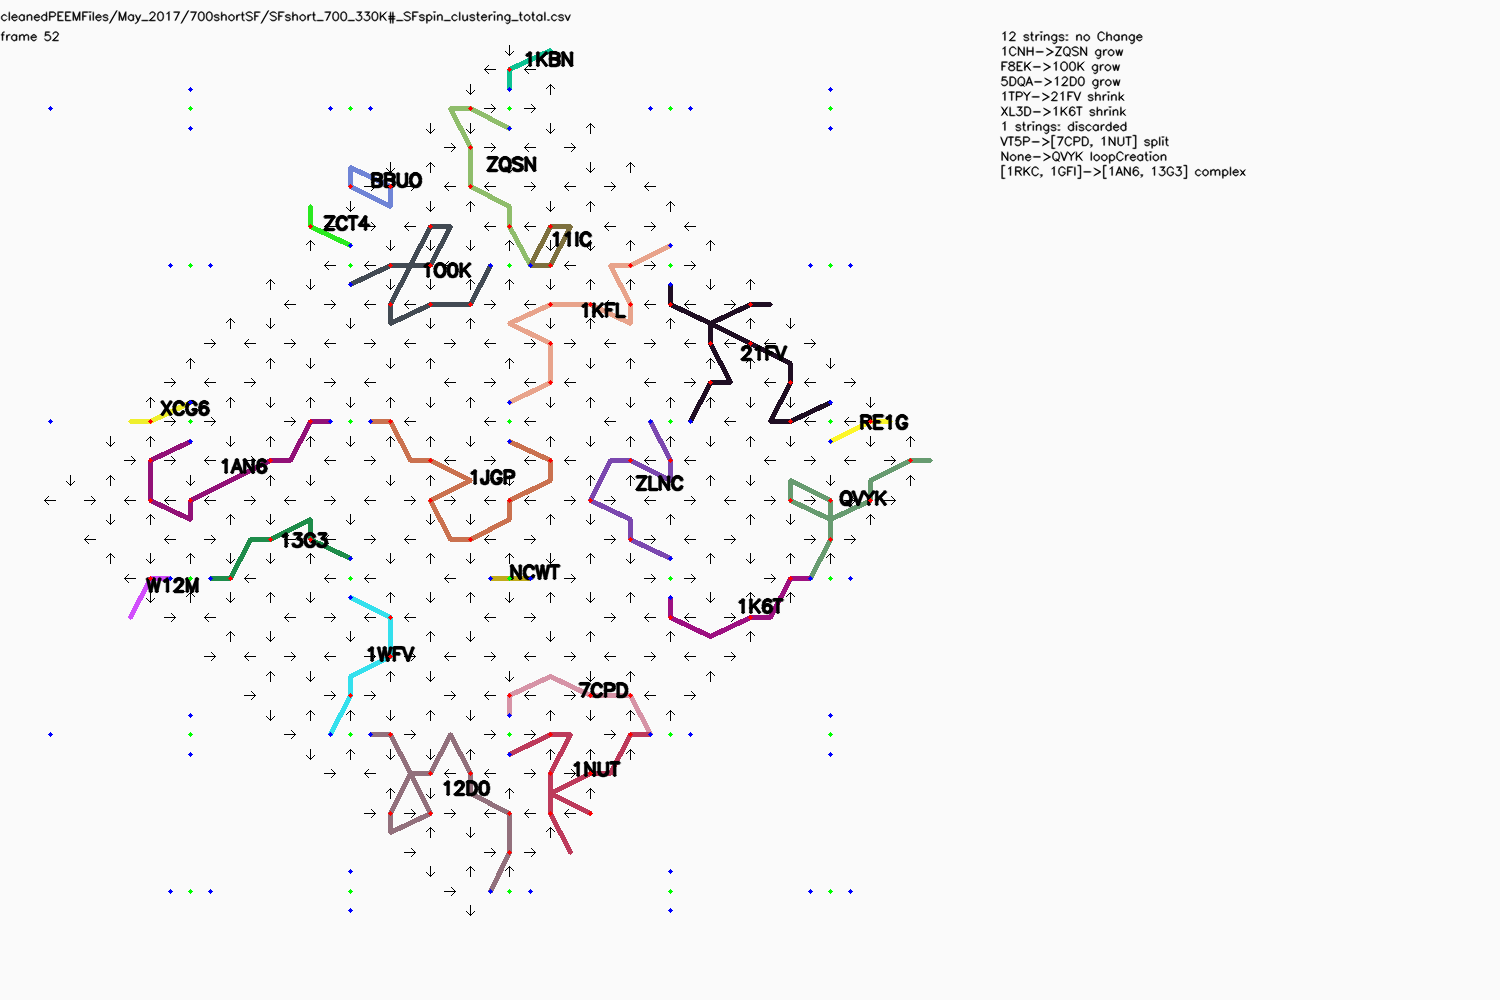 cleanedPEEMFiles/May_2017/700shortSF/SFshort_700_330K#_SFspin_clustering_total.csv
frame 52
12 strings: no Change
1CNH->ZQSN grow
F8EK->1O0K grow
5DQA->12D0 grow
1TPY->21FV shrink
XL3D->1K6T shrink
1 strings: discarded
VT5P->[7CPD, 1NUT] split
None->QVYK loopCreation
[1RKC, 1GFI]->[1AN6, 13G3] complex
1KBN
ZQSN
BBUO
ZCT4
11IC
1O0K
1KFL
21FV
XCG6
RE1G
1AN6
1JGP
ZLNC
QVYK
13G3
NCWT
W12M
1K6T
1WFV
7CPD
1NUT
12D0